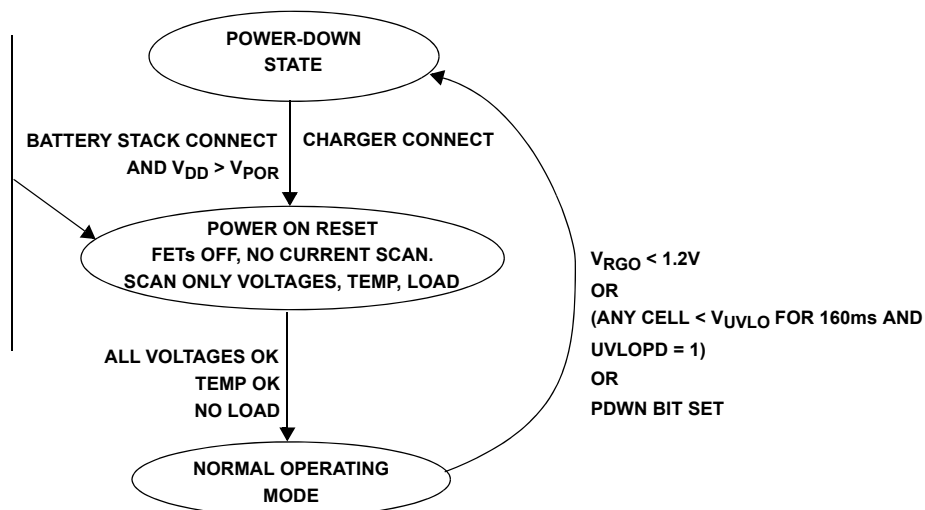 POWER-DOWN
STATE
BATTERY STACK CONNECT
AND VDD > VPOR
CHARGER CONNECT
POWER ON RESET
FETs OFF, NO CURRENT SCAN.
SCAN ONLY VOLTAGES, TEMP, LOAD
VRGO < 1.2V
OR
(ANY CELL < VUVLO FOR 160ms AND
UVLOPD = 1)
OR
PDWN BIT SET
ALL VOLTAGES OK
TEMP OK
NO LOAD
NORMAL OPERATING
MODE